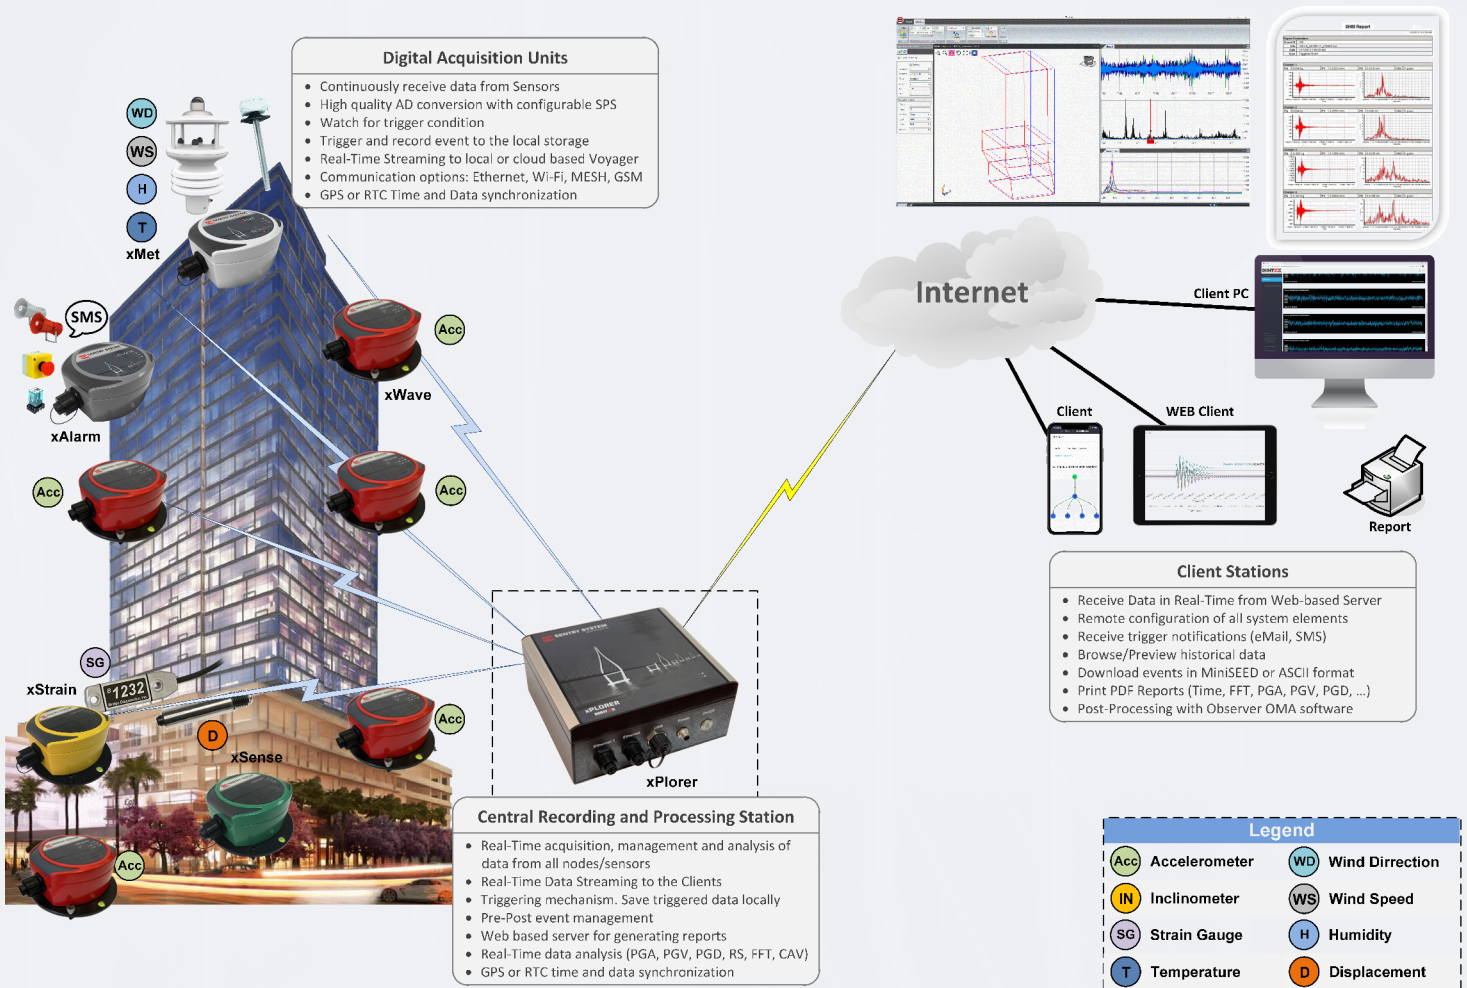 Digital Acquisition Units
• Continuously receive data from Sensors
• High quality AD conversion with configurable SPS
• Watch for trigger condition
• Trigger and record event to the local storage
• Real-Time Streaming to local or cloud based Voyager
• Communication options: Ethernet, Wi-Fi, MESH, GSM
• GPS or RTC Time and Data synchronization
WD
WS
H
T
xMet
SMS
xAlarm
Acc
xWave
Acc
Acc
SG
xStrain
1232
D
xSense
Acc
Acc
SENTRY SYSTEM
xPLORER
xPlorer
Central Recording and Processing Station
• Real-Time acquisition, management and analysis of
data from all nodes/sensors
• Real-Time Data Streaming to the Clients
• Triggering mechanism. Save triggered data locally
• Pre-Post event management
• Web based server for generating reports
• Real-Time data analysis (PGA, PGV, PGD, RS, FFT, CAV)
• GPS or RTC time and data synchronization
SHM Report
Internet
Client PC
Client
WEB Client
Report
Client Stations
• Receive Data in Real-Time from Web-based Server
• Remote configuration of all system elements
• Receive trigger notifications (eMail, SMS)
• Browse/Preview historical data
• Download events in MiniSEED or ASCII format
• Print PDF Reports (Time, FFT, PGA, PGV, PGD, ...)
• Post-Processing with Observer OMA software
Legend
Acc Accelerometer WD Wind Dirrection
IN Inclinometer WS Wind Speed
SG Strain Gauge H Humidity
T Temperature D Displacement